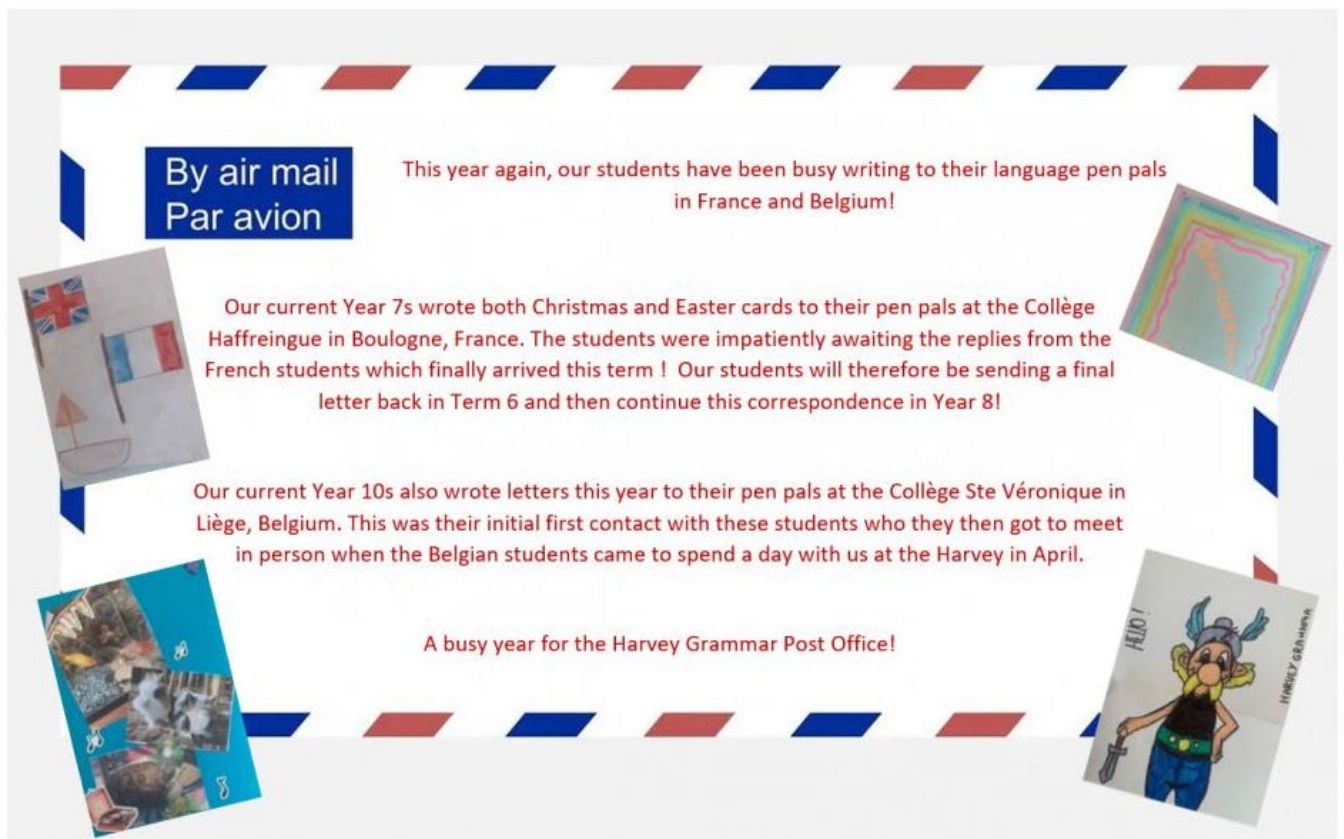 By air mail
Par avion
This year again, our students have been busy writing to their language pen pals
in France and Belgium!
Our current Year 7s wrote both Christmas and Easter cards to their pen pals at the Collège
Haffreingue in Boulogne, France. The students were impatiently awaiting the replies from the
French students which finally arrived this term ! Our students will therefore be sending a final
letter back in Term 6 and then continue this correspondence in Year 8!
Our current Year 10s also wrote letters this year to their pen pals at the Collège Ste Véronique in
Liège, Belgium. This was their initial first contact with these students who they then got to meet
in person when the Belgian students came to spend a day with us at the Harvey in April.
A busy year for the Harvey Grammar Post Office!
HELLO !
HARVEY GRAMMAR